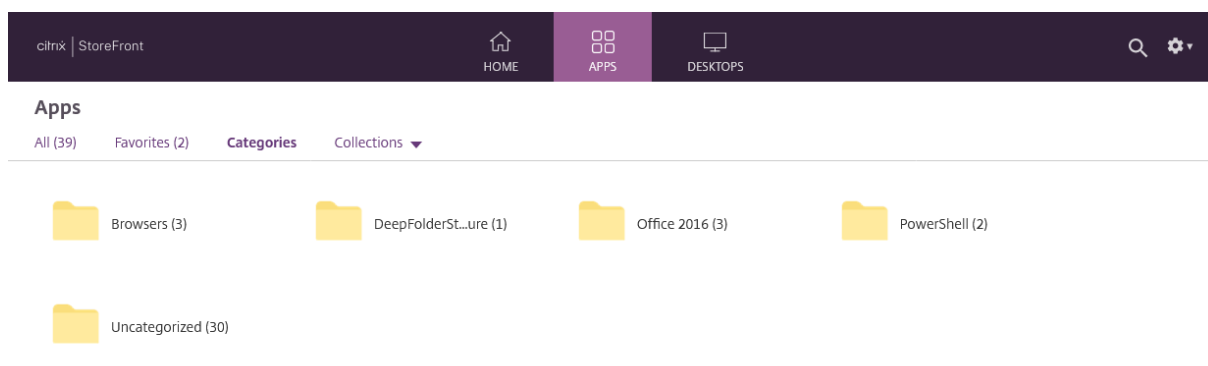 citrix | StoreFront
HOME
APPS
DESKTOPS
Apps
All (39) Favorites (2) Categories Collections
Browsers (3) DeepFolderSt...ure (1) Office 2016 (3) PowerShell (2)
Uncategorized (30)